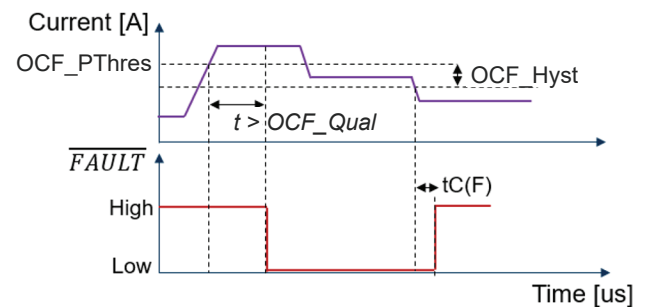 Current [A]
OCF_PThres
OCF_Hyst
t > OCF_Qual
FAULT
tC(F)
High
Low
Time [us]